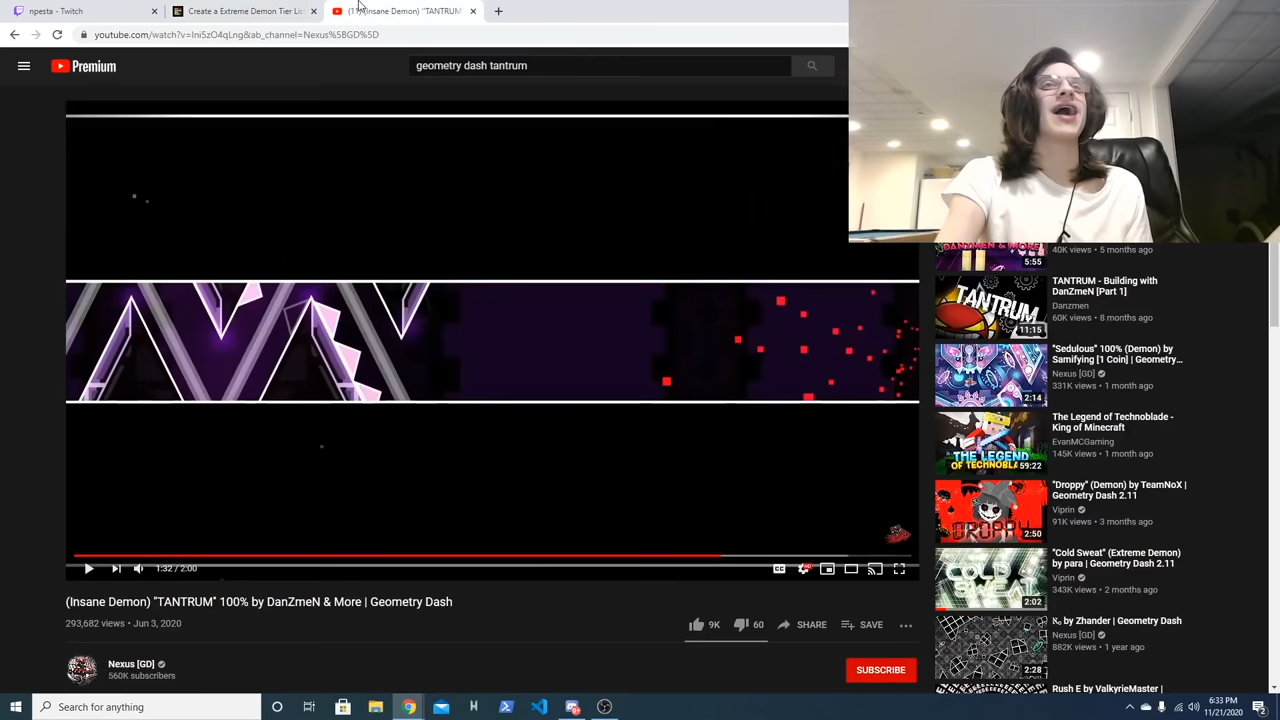 npesta - Twitch
Create a Extreme Demon Tier List
(1) (Insane Demon) "TANTRUM"
youtube.com/watch?v=Ini5zO4qLng&ab_channel=Nexus%5BGD%5D
Premium
geometry dash tantrum
40K views • 5 months ago
5:55
TANTRUM - Building with
DanZmeN [Part 1]
Danzmen
60K views • 8 months ago
TANTRUM
11:15
"Sedulous" 100% (Demon) by
Samifying [1 Coin] | Geometry...
Nexus [GD]
331K views • 1 month ago
2:14
The Legend of Technoblade -
King of Minecraft
EvanMCGaming
145K views • 1 month ago
THE LEGEND
OF TECHNOBLA
59:22
"Droppy" (Demon) by TeamNoX |
Geometry Dash 2.11
Viprin
91K views • 3 months ago
DROPPY
2:50
"Cold Sweat" (Extreme Demon)
by para | Geometry Dash 2.11
Viprin
343K views • 2 months ago
COLD
SWEAT
2:02
ℵ₀ by Zhander | Geometry Dash
Nexus [GD]
882K views • 1 year ago
2:28
Rush E by ValkyrieMaster |
1:32 / 2:00
CC
HD
(Insane Demon) "TANTRUM" 100% by DanZmeN & More | Geometry Dash
293,682 views • Jun 3, 2020
9K
60
SHARE
SAVE
Nexus [GD]
560K subscribers
SUBSCRIBE
Search for anything
6:33 PM
11/21/2020
2